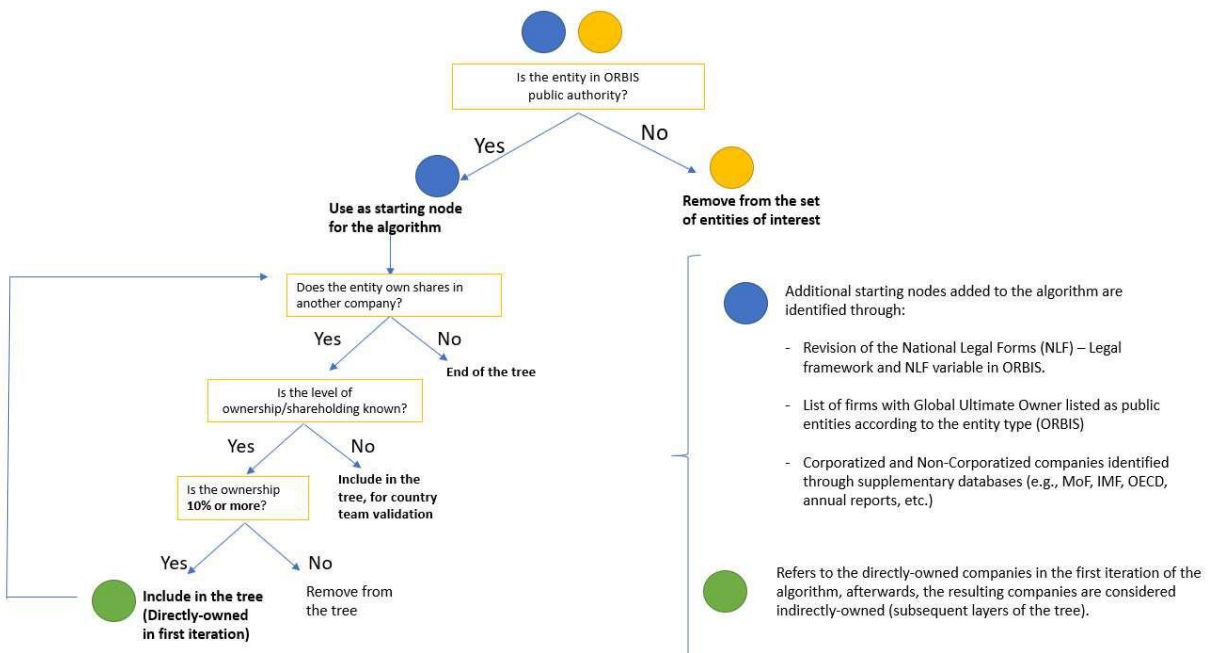 Is the entity in ORBIS
public authority?
Yes
No
Use as starting node
for the algorithm
Remove from the set
of entities of interest
Does the entity own shares in
another company?
Yes
No
End of the tree
Is the level of
ownership/shareholding known?
Yes
No
Include in the
tree, for country
team validation
Is the ownership
10% or more?
Yes
No
Include in the tree
(Directly-owned
in first iteration)
Remove from
the tree
Additional starting nodes added to the algorithm are
identified through:
- Revision of the National Legal Forms (NLF) – Legal
framework and NLF variable in ORBIS.
- List of firms with Global Ultimate Owner listed as public
entities according to the entity type (ORBIS)
- Corporatized and Non-Corporatized companies identified
through supplementary databases (e.g., MoF, IMF, OECD,
annual reports, etc.)
Refers to the directly-owned companies in the first iteration of the
algorithm, afterwards, the resulting companies are considered
indirectly-owned (subsequent layers of the tree).